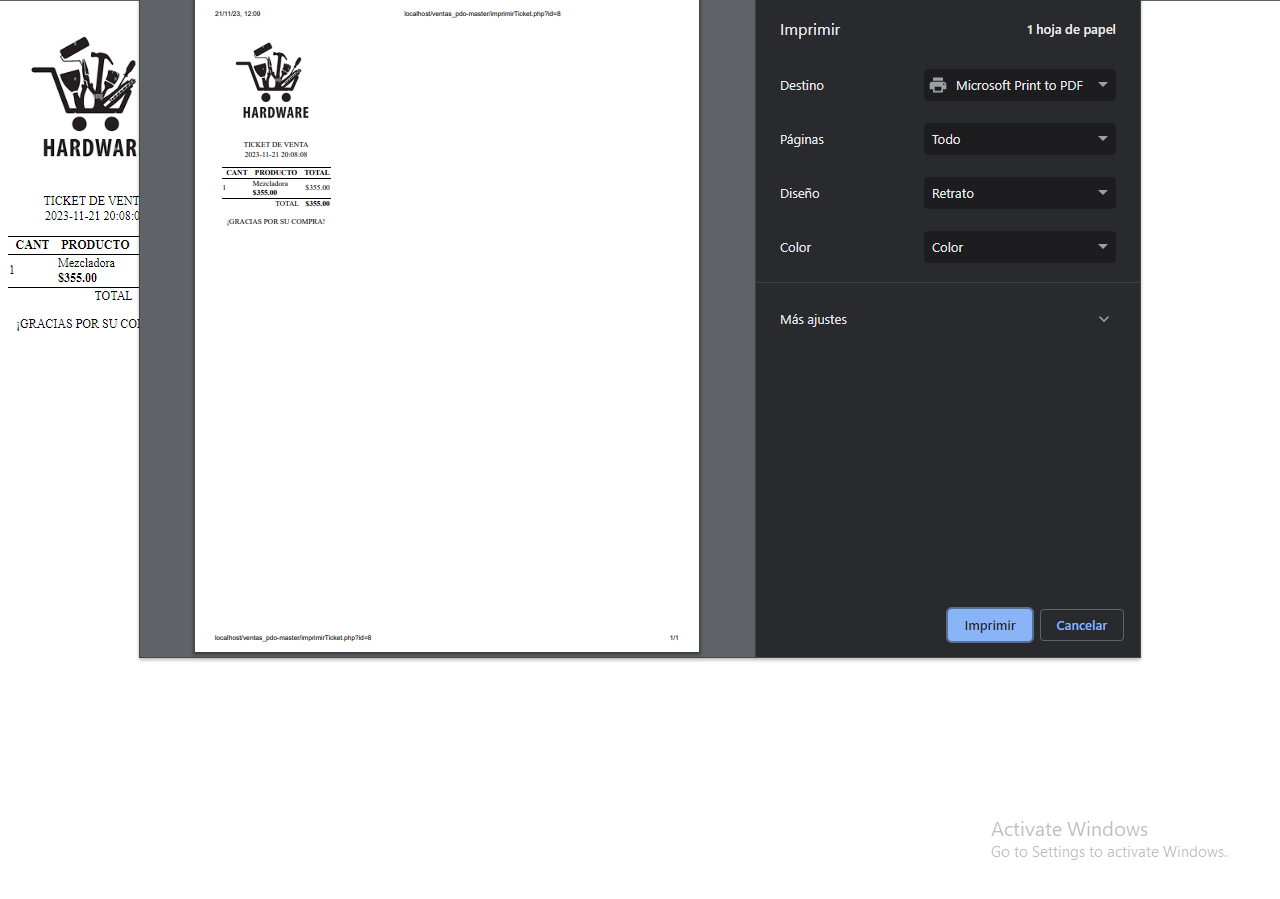 HARDWAR
TICKET DE VENT
2023-11-21 20:08:0
CANT PRODUCTO
1 Mezcladora
$355.00
TOTAL
¡GRACIAS POR SU CO
21/11/23, 12:09 localhost/ventas_pdo-master/imprimirTicket.php?id=8
HARDWARE
TICKET DE VENTA
2023-11-21 20:08:08
CANT PRODUCTO TOTAL
1 Mezcladora $355.00
$355.00
TOTAL $355.00
¡GRACIAS POR SU COMPRA!
localhost/ventas_pdo-master/imprimirTicket.php?id=8 1/1
Imprimir 1 hoja de papel
Destino Microsoft Print to PDF
Páginas Todo
Diseño Retrato
Color Color
Más ajustes
Imprimir Cancelar
Activate Windows
Go to Settings to activate Windows.